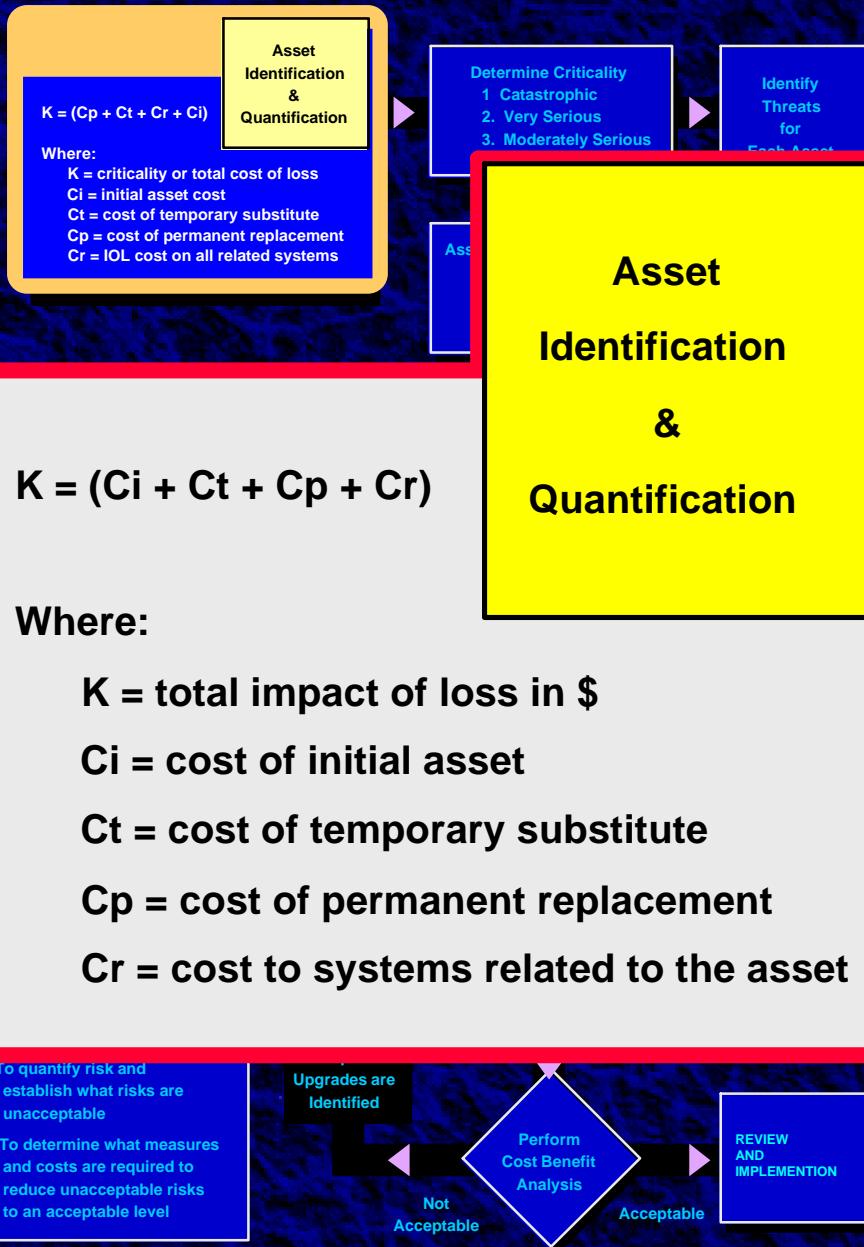 Asset
Identification
&
Quantification
K = (Cp + Ct + Cr + Ci)
Where:
K = criticality or total cost of loss
Ci = initial asset cost
Ct = cost of temporary substitute
Cp = cost of permanent replacement
Cr = IOL cost on all related systems
Determine Criticality
1 Catastrophic
2. Very Serious
3. Moderately Serious
Identify
Threats
for
Each Asset
Asset
Identification
&
Quantification
K = (Ci + Ct + Cp + Cr)
Where:
K = total impact of loss in $
Ci = cost of initial asset
Ct = cost of temporary substitute
Cp = cost of permanent replacement
Cr = cost to systems related to the asset
To quantify risk and
establish what risks are
unacceptable
To determine what measures
and costs are required to
reduce unacceptable risks
to an acceptable level
Upgrades are
Identified
Perform
Cost Benefit
Analysis
Not
Acceptable
Acceptable
REVIEW
AND
IMPLEMENTION